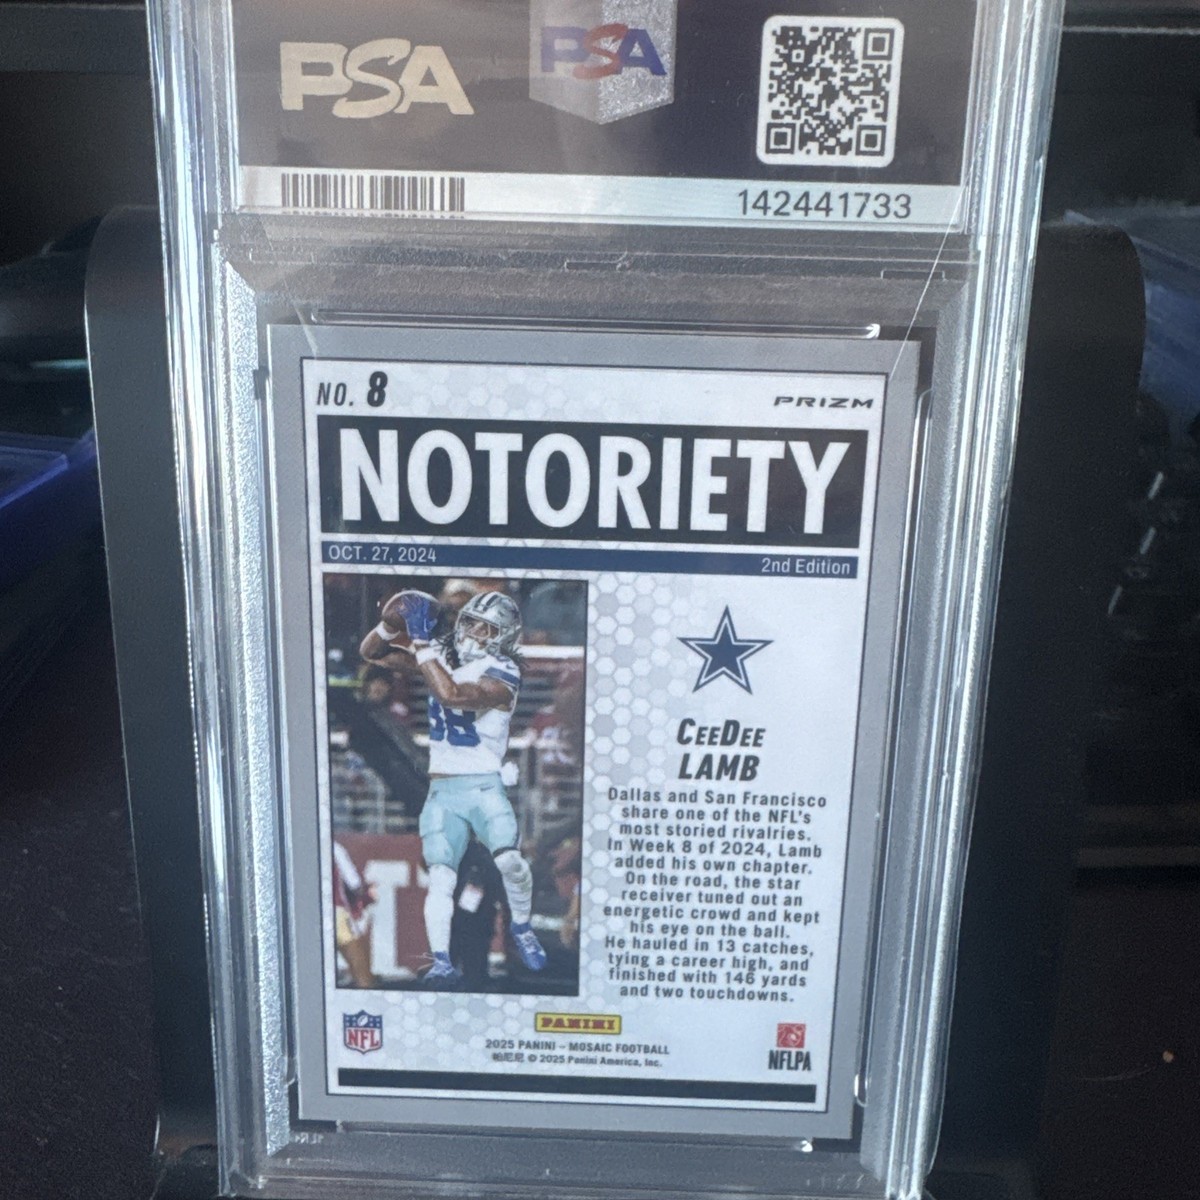 PSA
PSA
142441733
NO. 8
PRIZM
NOTORIETY
OCT. 27, 2024
2nd Edition
CEEDEE
LAMB
Dallas and San Francisco
share one of the NFL's
most storied rivalries.
In Week 8 of 2024, Lamb
added his own chapter.
On the road, the star
receiver tuned out an
energetic crowd and kept
his eye on the ball.
He hauled in 13 catches,
tying a career high, and
finished with 146 yards
and two touchdowns.
88
NFL
PANINI
2025 PANINI – MOSAIC FOOTBALL
帕尼尼 © 2025 Panini America, Inc.
NFLPA